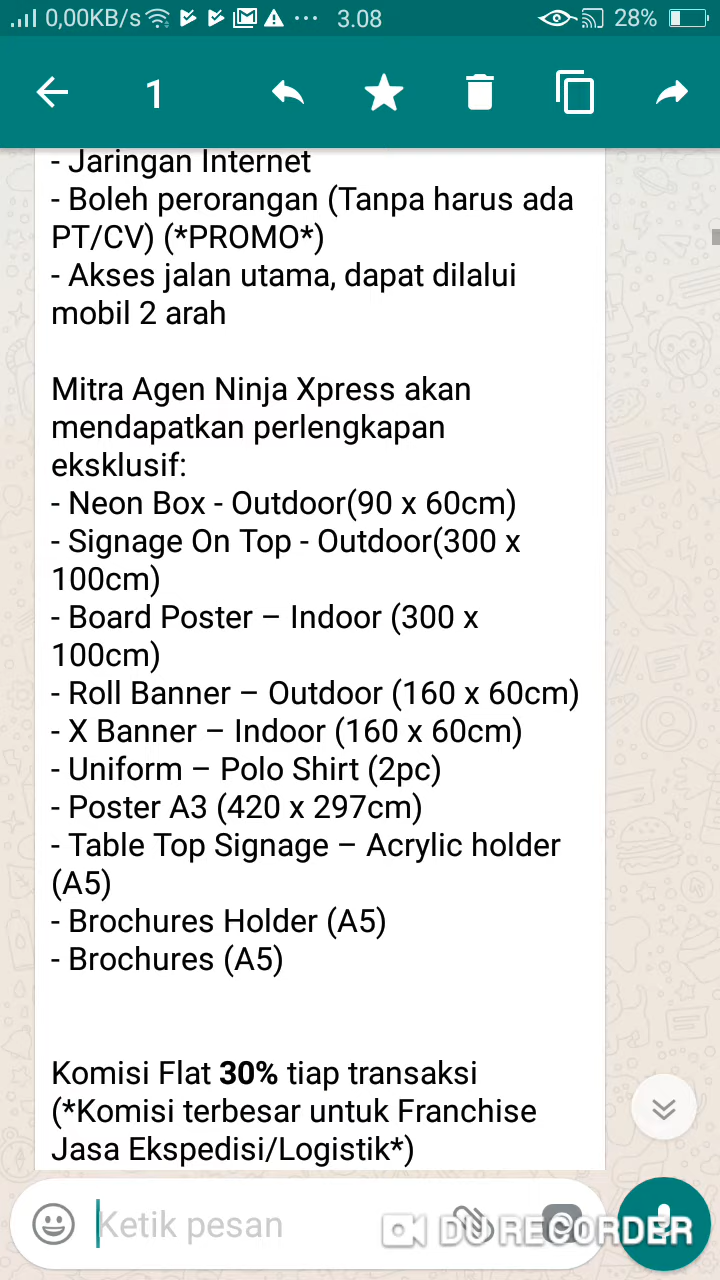 0,00KB/s 3.08 28%
1
- Jaringan Internet
- Boleh perorangan (Tanpa harus ada
PT/CV) (*PROMO*)
- Akses jalan utama, dapat dilalui
mobil 2 arah
Mitra Agen Ninja Xpress akan
mendapatkan perlengkapan
eksklusif:
- Neon Box - Outdoor(90 x 60cm)
- Signage On Top - Outdoor(300 x
100cm)
- Board Poster – Indoor (300 x
100cm)
- Roll Banner – Outdoor (160 x 60cm)
- X Banner – Indoor (160 x 60cm)
- Uniform – Polo Shirt (2pc)
- Poster A3 (420 x 297cm)
- Table Top Signage – Acrylic holder
(A5)
- Brochures Holder (A5)
- Brochures (A5)
Komisi Flat 30% tiap transaksi
(*Komisi terbesar untuk Franchise
Jasa Ekspedisi/Logistik*)
Ketik pesan
DU RECORDER